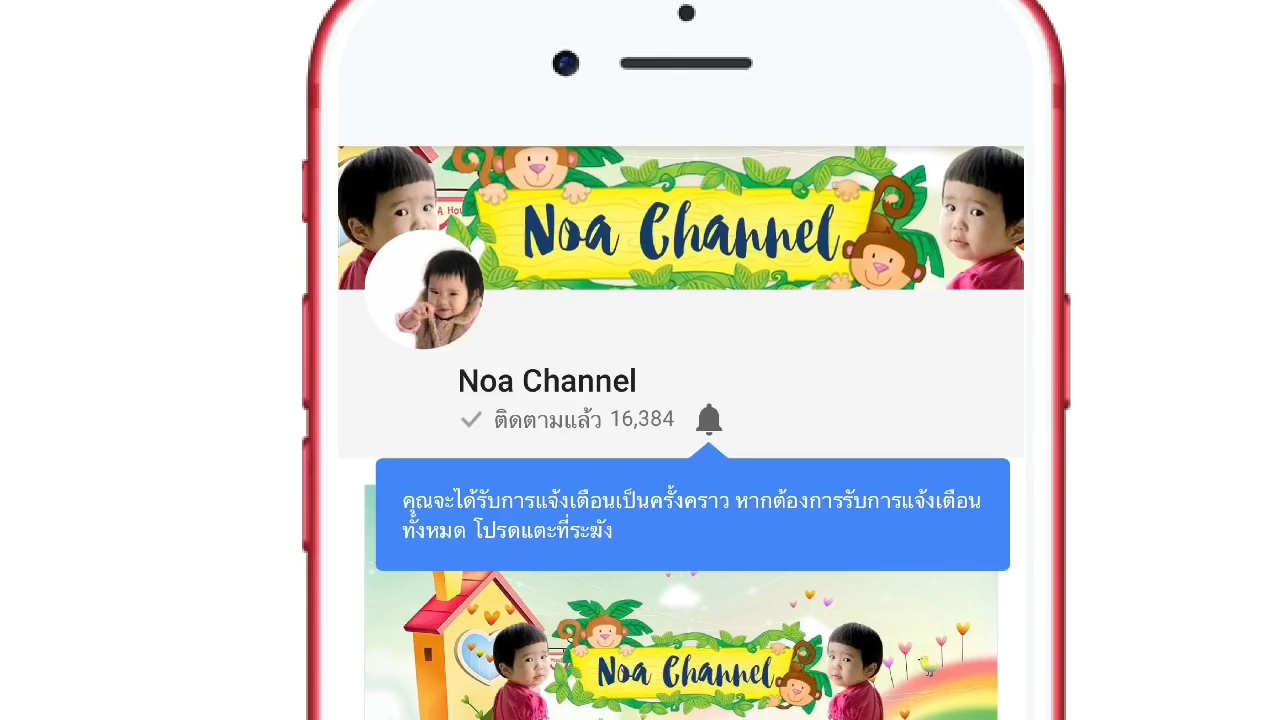 Noa Channel
Noa Channel
ติดตามแล้ว 16,384
คุณจะได้รับการแจ้งเตือนเป็นครั้งคราว หากต้องการรับการแจ้งเตือน
ทั้งหมด โปรดแตะที่ระฆัง
Noa Channel